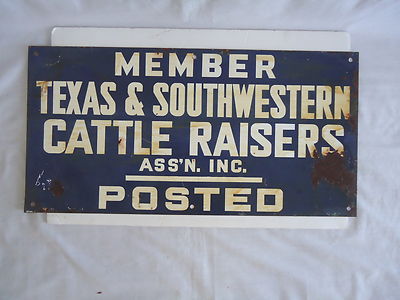 MEMBER
TEXAS & SOUTHWESTERN
CATTLE RAISERS
ASS'N. INC.
POSTED